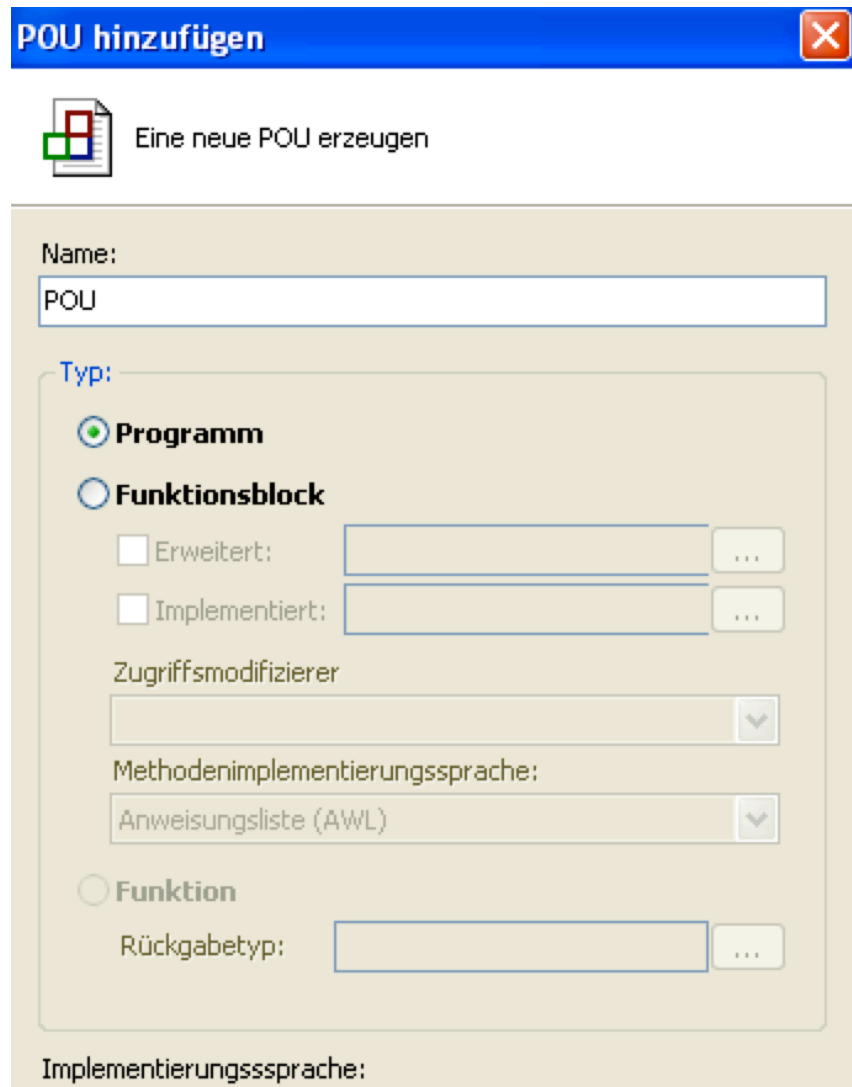 POU hinzufügen
Eine neue POU erzeugen
Name:
POU
Typ:
Programm
Funktionsblock
Erweitert:
...
Implementiert:
...
Zugriffsmodifizierer
Methodenimplementierungssprache:
Anweisungsliste (AWL)
Funktion
Rückgabetyp:
...
Implementierungsssprache: